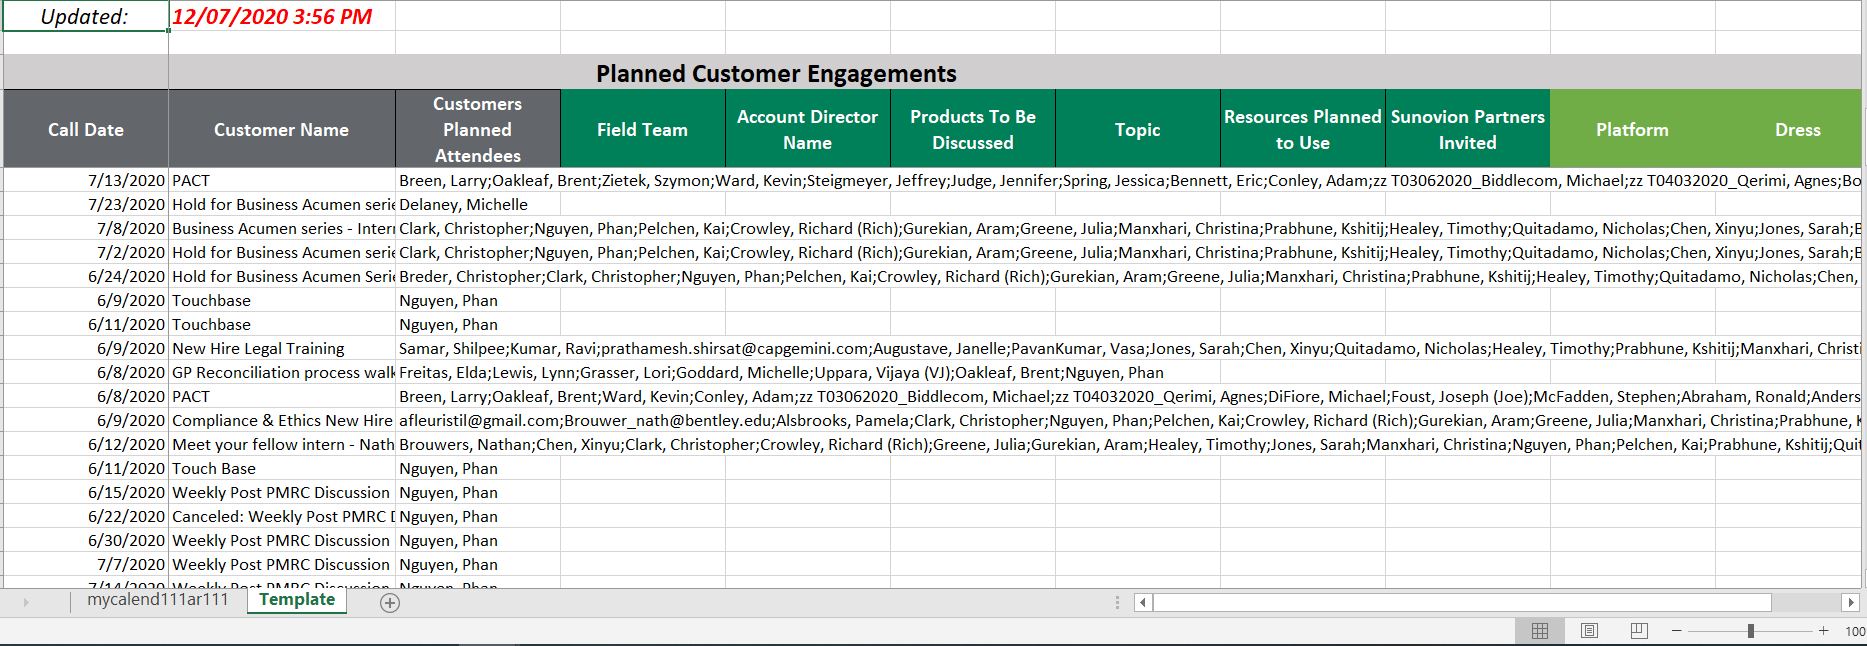 Updated: 12/07/2020 3:56 PM
Planned Customer Engagements
Call Date Customer Name Customers Planned Attendees Field Team Account Director Name Products To Be Discussed Topic Resources Planned to Use Sunovion Partners Invited Platform Dress
7/13/2020 PACT Breen, Larry;Oakleaf, Brent;Zietek, Szymon;Ward, Kevin;Steigmeyer, Jeffrey;Judge, Jennifer;Spring, Jessica;Bennett, Eric;Conley, Adam;zz T03062020_Biddlecom, Michael;zz T04032020_Qerimi, Agnes;Bo
7/23/2020 Hold for Business Acumen serie Delaney, Michelle
7/8/2020 Business Acumen series - Inter Clark, Christopher;Nguyen, Phan;Pelchen, Kai;Crowley, Richard (Rich);Gurekian, Aram;Greene, Julia;Manxhari, Christina;Prabhune, Kshitij;Healey, Timothy;Quitadamo, Nicholas;Chen, Xinyu;Jones, Sarah;B
7/2/2020 Hold for Business Acumen serie Clark, Christopher;Nguyen, Phan;Pelchen, Kai;Crowley, Richard (Rich);Gurekian, Aram;Greene, Julia;Manxhari, Christina;Prabhune, Kshitij;Healey, Timothy;Quitadamo, Nicholas;Chen, Xinyu;Jones, Sarah;B
6/24/2020 Hold for Business Acumen Serie Breder, Christopher;Clark, Christopher;Nguyen, Phan;Pelchen, Kai;Crowley, Richard (Rich);Gurekian, Aram;Greene, Julia;Manxhari, Christina;Prabhune, Kshitij;Healey, Timothy;Quitadamo, Nicholas;Chen,
6/9/2020 Touchbase Nguyen, Phan
6/11/2020 Touchbase Nguyen, Phan
6/9/2020 New Hire Legal Training Samar, Shilpee;Kumar, Ravi;prathamesh.shirsat@capgemini.com;Augustave, Janelle;PavanKumar, Vasa;Jones, Sarah;Chen, Xinyu;Quitadamo, Nicholas;Healey, Timothy;Prabhune, Kshitij;Manxhari, Christi
6/8/2020 GP Reconciliation process walk Freitas, Elda;Lewis, Lynn;Grasser, Lori;Goddard, Michelle;Uppara, Vijaya (VJ);Oakleaf, Brent;Nguyen, Phan
6/8/2020 PACT Breen, Larry;Oakleaf, Brent;Ward, Kevin;Conley, Adam;zz T03062020_Biddlecom, Michael;zz T04032020_Qerimi, Agnes;DiFiore, Michael;Foust, Joseph (Joe);McFadden, Stephen;Abraham, Ronald;Anders
6/9/2020 Compliance & Ethics New Hire afleuristil@gmail.com;Brouwer_nath@bentley.edu;Alsbrooks, Pamela;Clark, Christopher;Nguyen, Phan;Pelchen, Kai;Crowley, Richard (Rich);Gurekian, Aram;Greene, Julia;Manxhari, Christina;Prabhune, K
6/12/2020 Meet your fellow intern - Nath Brouwers, Nathan;Chen, Xinyu;Clark, Christopher;Crowley, Richard (Rich);Greene, Julia;Gurekian, Aram;Healey, Timothy;Jones, Sarah;Manxhari, Christina;Nguyen, Phan;Pelchen, Kai;Prabhune, Kshitij;Quit
6/11/2020 Touch Base Nguyen, Phan
6/15/2020 Weekly Post PMRC Discussion Nguyen, Phan
6/22/2020 Canceled: Weekly Post PMRC D Nguyen, Phan
6/30/2020 Weekly Post PMRC Discussion Nguyen, Phan
7/7/2020 Weekly Post PMRC Discussion Nguyen, Phan
7/14/2020 Weekly Post PMRC Discussion Nguyen, Phan
mycalend111ar111 Template
100